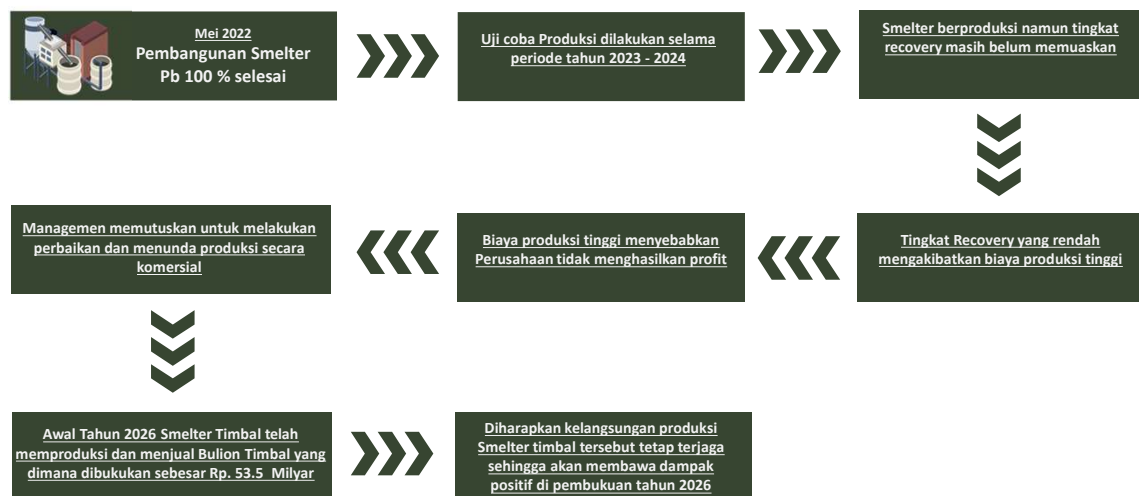 Mei 2022
Pembangunan Smelter
Pb 100 % selesai
Uji coba Produksi dilakukan selama
periode tahun 2023 - 2024
Smelter berproduksi namun tingkat
recovery masih belum memuaskan
Tingkat Recovery yang rendah
mengakibatkan biaya produksi tinggi
Biaya produksi tinggi menyebabkan
Perusahaan tidak menghasilkan profit
Managemen memutuskan untuk melakukan
perbaikan dan menunda produksi secara
komersial
Awal Tahun 2026 Smelter Timbal telah
memproduksi dan menjual Bulion Timbal yang
dimana dibukukan sebesar Rp. 53.5 Milyar
Diharapkan kelangsungan produksi
Smelter timbal tersebut tetap terjaga
sehingga akan membawa dampak
positif di pembukuan tahun 2026